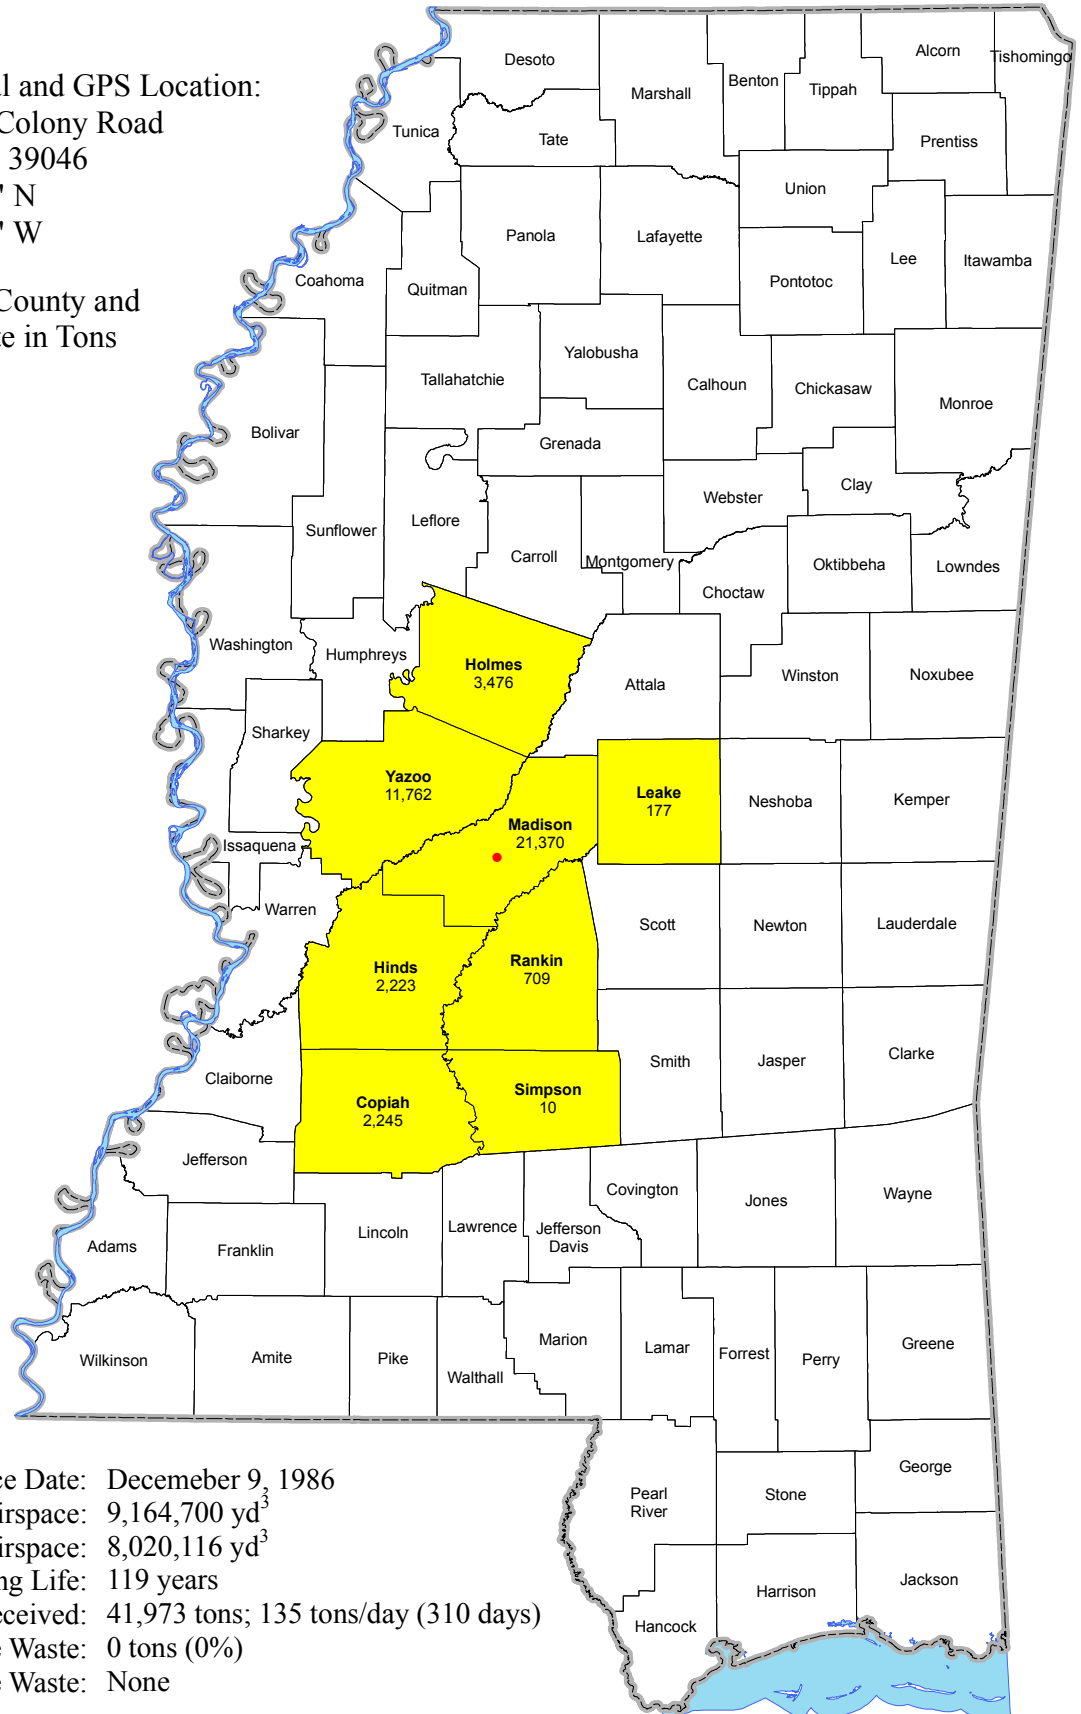 al and GPS Location:
Colony Road
39046
" N
" W
County and
te in Tons
Desoto
Marshall
Benton
Tippah
Alcorn
Tishomingo
Tunica
Tate
Prentiss
Union
Panola
Lafayette
Pontotoc
Lee
Itawamba
Coahoma
Quitman
Yalobusha
Tallahatchie
Calhoun
Chickasaw
Monroe
Bolivar
Grenada
Clay
Webster
Sunflower
Leflore
Carroll
Montgomery
Choctaw
Oktibbeha
Lowndes
Washington
Humphreys
Holmes
3,476
Attala
Winston
Noxubee
Sharkey
Yazoo
11,762
Madison
21,370
Leake
177
Neshoba
Kemper
Issaquena
Warren
Scott
Newton
Lauderdale
Hinds
2,223
Rankin
709
Smith
Jasper
Clarke
Claiborne
Copiah
2,245
Simpson
10
Jefferson
Covington
Jones
Wayne
Adams
Franklin
Lincoln
Lawrence
Jefferson
Davis
Wilkinson
Amite
Pike
Walthall
Marion
Lamar
Forrest
Perry
Greene
George
Pearl
River
Stone
Harrison
Jackson
Hancock
ce Date: Decemeber 9, 1986
irspace: 9,164,700 yd³
irspace: 8,020,116 yd³
ng Life: 119 years
eceived: 41,973 tons; 135 tons/day (310 days)
e Waste: 0 tons (0%)
e Waste: None